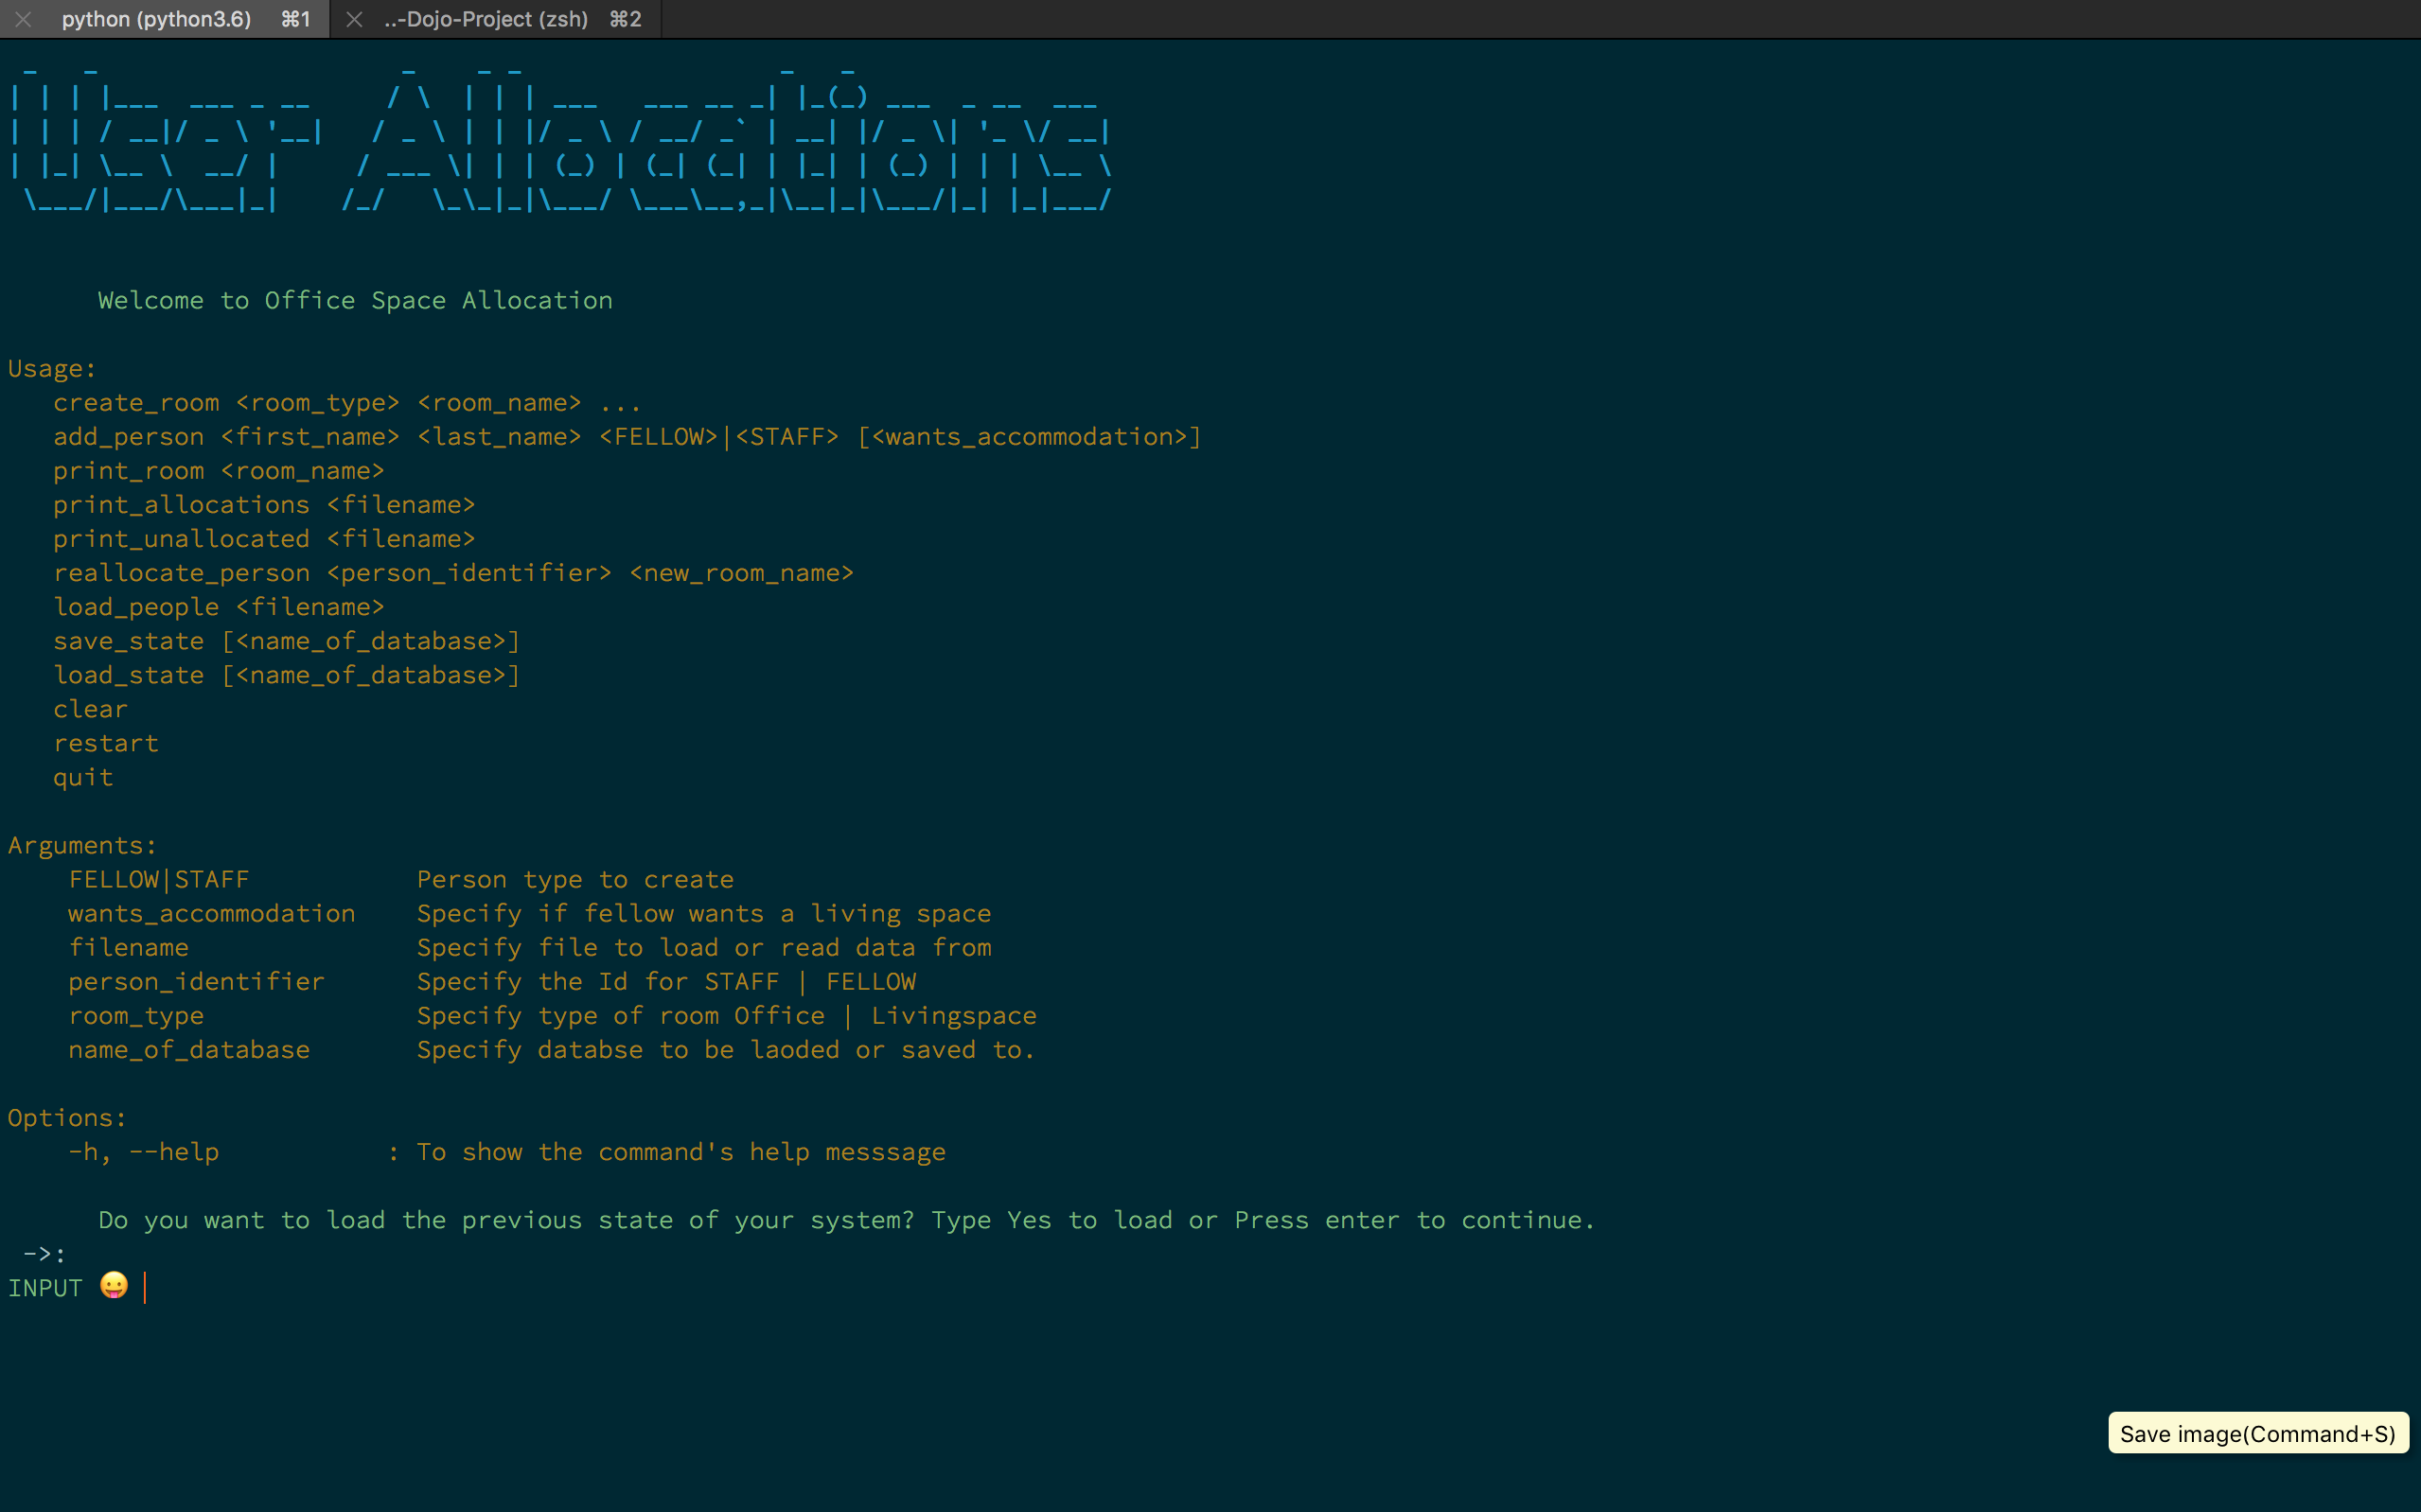 python (python3.6) ⌘1 ..-Dojo-Project (zsh) ⌘2
User Allocations
Welcome to Office Space Allocation
Usage:
create_room <room_type> <room_name> ...
add_person <first_name> <last_name> <FELLOW>|<STAFF> [<wants_accommodation>]
print_room <room_name>
print_allocations <filename>
print_unallocated <filename>
reallocate_person <person_identifier> <new_room_name>
load_people <filename>
save_state [<name_of_database>]
load_state [<name_of_database>]
clear
restart
quit
Arguments:
FELLOW|STAFF Person type to create
wants_accommodation Specify if fellow wants a living space
filename Specify file to load or read data from
person_identifier Specify the Id for STAFF | FELLOW
room_type Specify type of room Office | Livingspace
name_of_database Specify databse to be laoded or saved to.
Options:
-h, --help : To show the command's help messsage
Do you want to load the previous state of your system? Type Yes to load or Press enter to continue.
->:
INPUT 😛
Save image(Command+S)